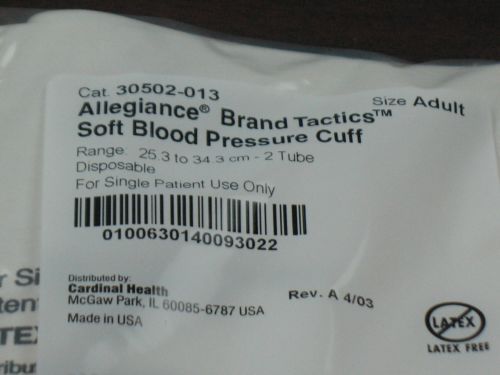 Cat. 30502-013
Size Adult
Allegiance® Brand Tactics™
Soft Blood Pressure Cuff
Range: 25.3 to 34.3 cm - 2 Tube
Disposable
For Single Patient Use Only
0100630140093022
Distributed by:
Cardinal Health
McGaw Park, IL 60085-6787 USA
Made in USA
Rev. A 4/03
LATEX
LATEX FREE